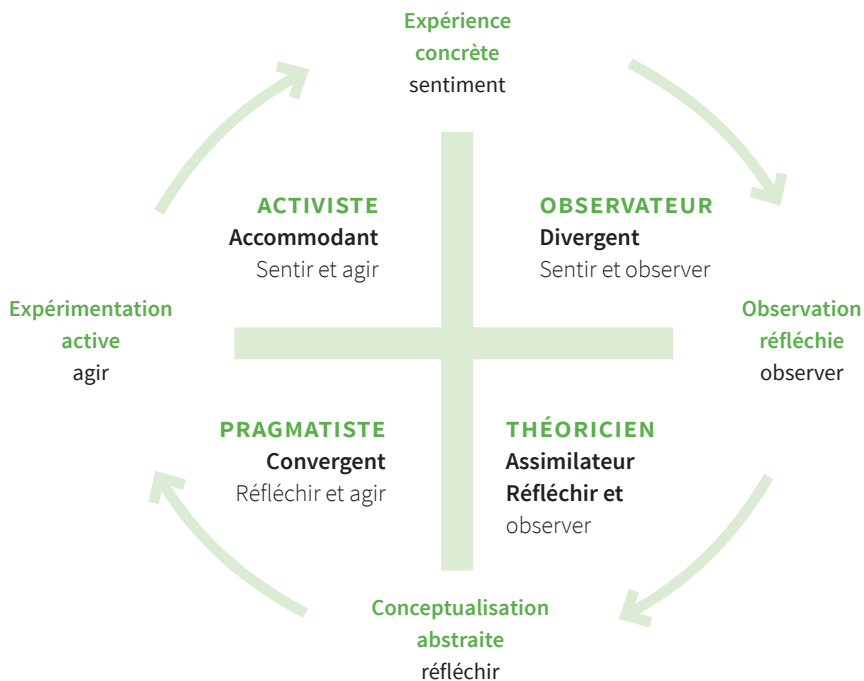 Expérience
concrète
sentiment
ACTIVISTE
Accommodant
Sentir et agir
OBSERVATEUR
Divergent
Sentir et observer
Expérimentation
active
agir
Observation
réfléchie
observer
PRAGMATISTE
Convergent
Réfléchir et agir
THÉORICIEN
Assimilateur
Réfléchir et
observer
Conceptualisation
abstraite
réfléchir